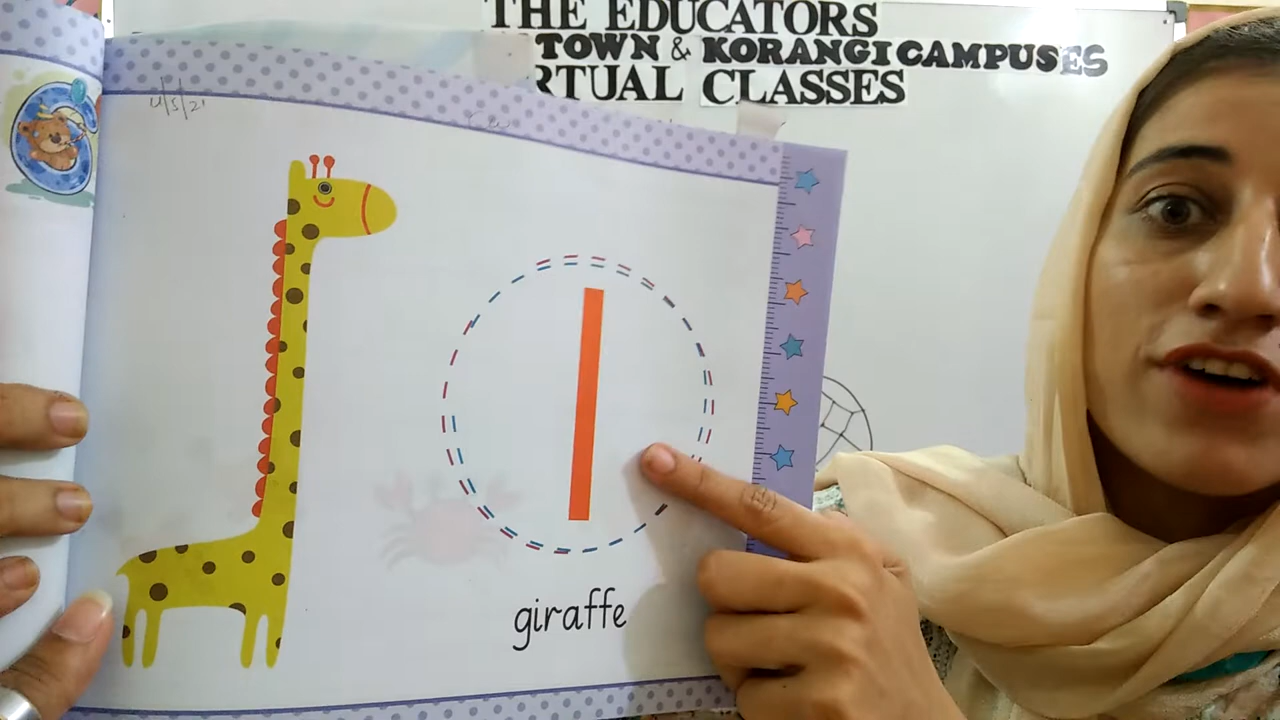 THE EDUCATORS
TOWN & KORANGI CAMPUSES
RTUAL CLASSES
giraffe